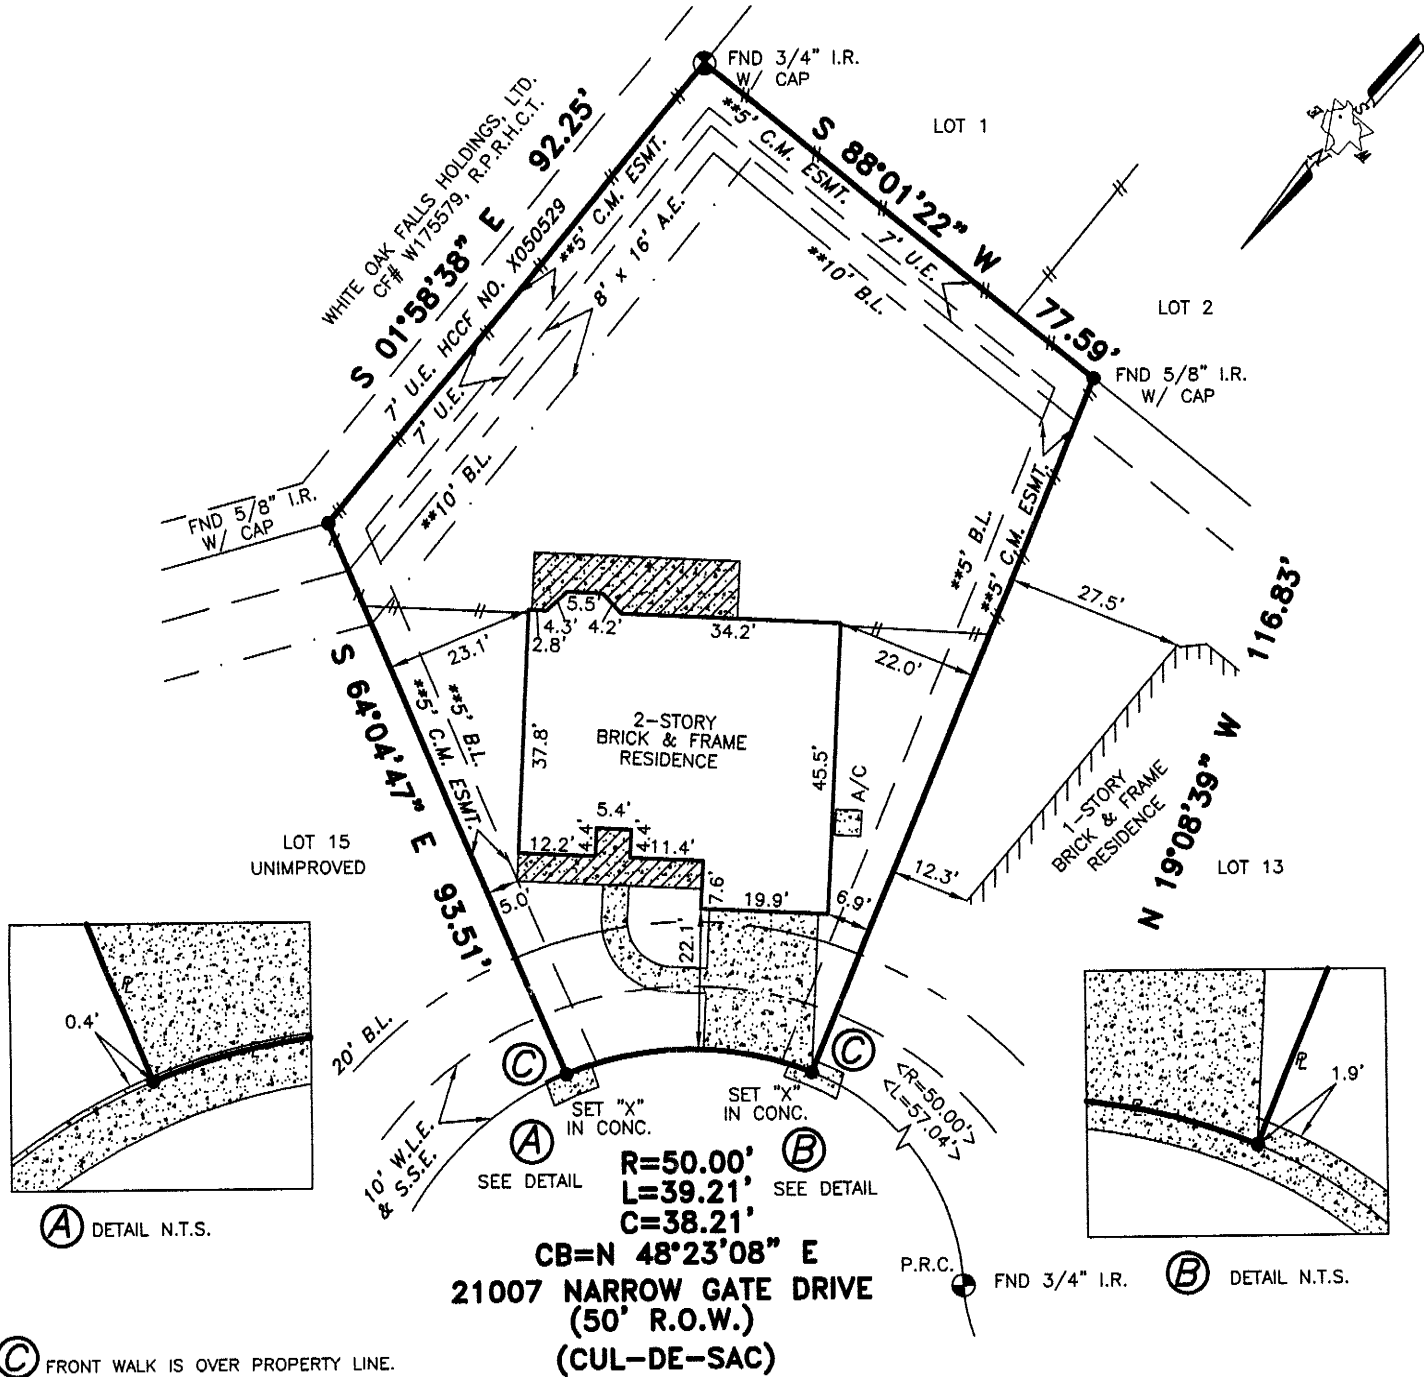 FND 3/4" I.R.
W/ CAP
LOT 1
WHITE OAK FALLS HOLDINGS, LTD.
CF# W175579, R.P.R.H.C.T.
S 01°58'38" E 92.25'
7' U.E. HCCF NO. X050529
**5' C.M. ESMT.
7' U.E.
8' x 16' A.E.
**10' B.L.
S 88°01'22" W 77.59'
**5' C.M. ESMT.
7' U.E.
**10' B.L.
LOT 2
FND 5/8" I.R.
W/ CAP
FND 5/8" I.R.
W/ CAP
N
S
E
W
**5' B.L.
**5' C.M. ESMT.
27.5'
N 19°08'39" W 116.83'
5.5'
4.3'
4.2'
2.8'
34.2'
23.1'
22.0'
S 64°04'47" E 93.51'
**5' B.L.
**5' C.M. ESMT.
37.8'
2-STORY
BRICK & FRAME
RESIDENCE
45.5'
A/C
1-STORY
BRICK & FRAME
RESIDENCE
LOT 15
UNIMPROVED
LOT 13
5.4'
12.2'
4.4'
4.4'
11.4'
7.6'
19.9'
6.9'
12.3'
5.0'
22.1'
20' B.L.
10' W.L.E.
& S.S.E.
C
C
SET "X"
IN CONC.
SET "X"
IN CONC.
<R=50.00'>
<L=57.04'>
A
SEE DETAIL
B
SEE DETAIL
R=50.00'
L=39.21'
C=38.21'
CB=N 48°23'08" E
21007 NARROW GATE DRIVE
(50' R.O.W.)
(CUL-DE-SAC)
P.R.C.
FND 3/4" I.R.
0.4'
PL
A DETAIL N.T.S.
PL
PL
1.9'
B DETAIL N.T.S.
C FRONT WALK IS OVER PROPERTY LINE.